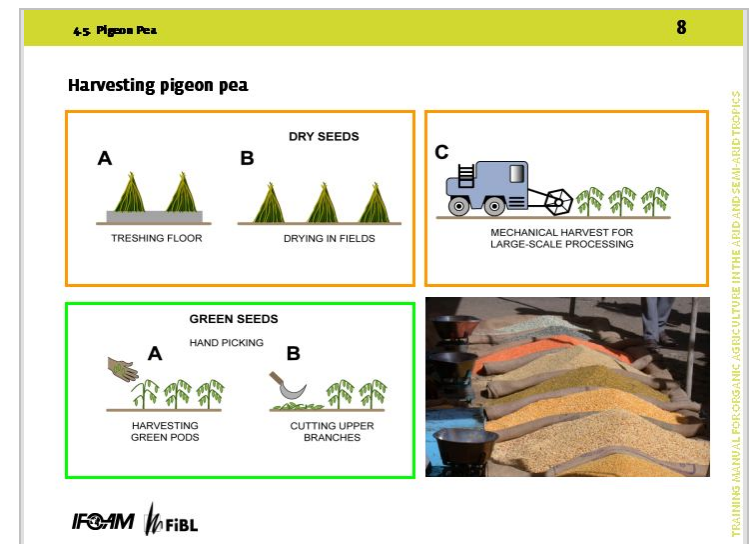 4.5. Pigeon Pea
8
Harvesting pigeon pea
DRY SEEDS
A
B
TRESHING FLOOR
DRYING IN FIELDS
C
MECHANICAL HARVEST FOR
LARGE-SCALE PROCESSING
GREEN SEEDS
HAND PICKING
A
B
HARVESTING
GREEN PODS
CUTTING UPPER
BRANCHES
TRAINING MANUAL FOR ORGANIC AGRICULTURE IN THE ARID AND SEMI-ARID TROPICS
IFOAM FiBL